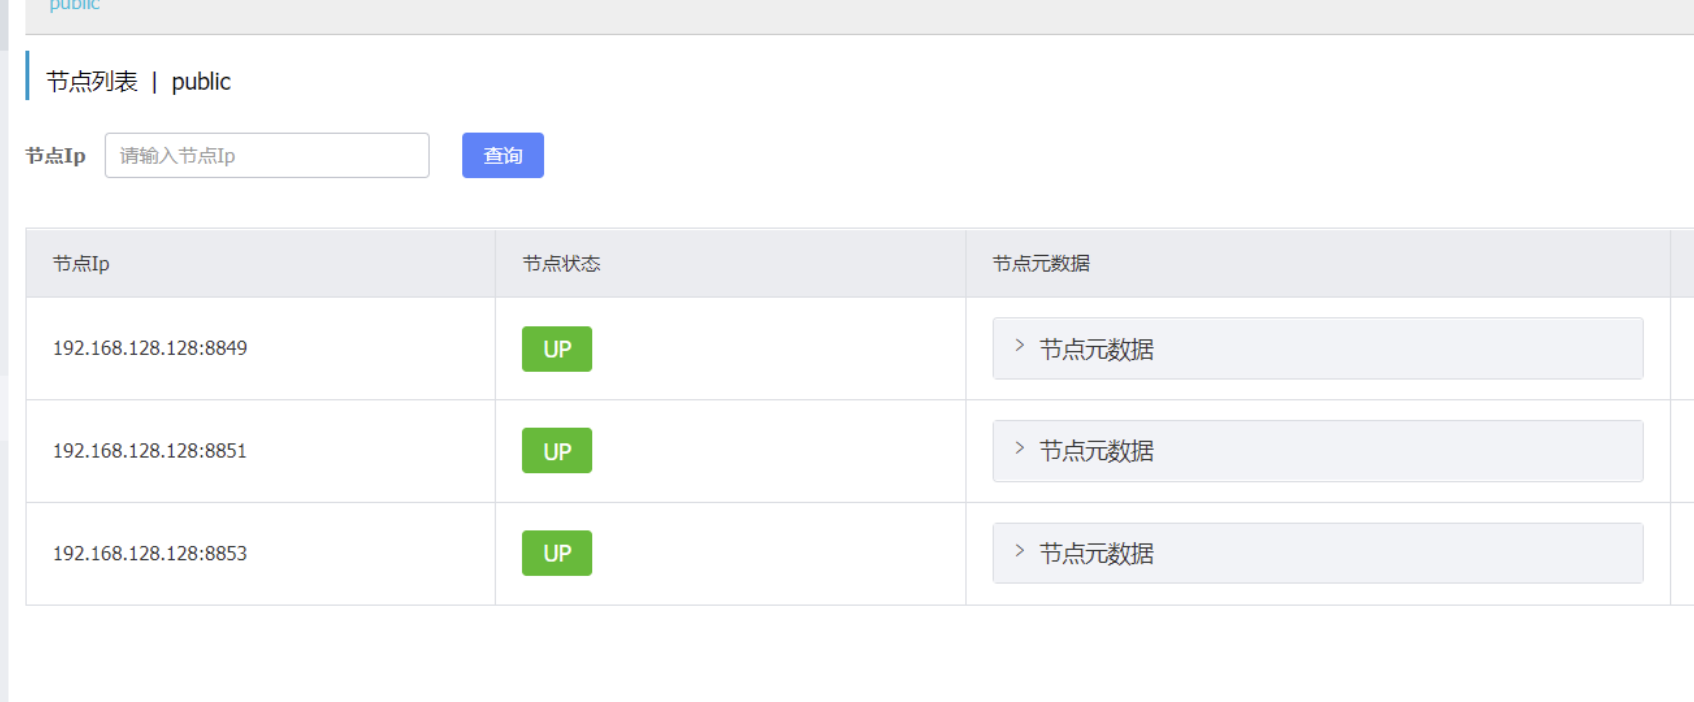 public
节点列表 | public
节点Ip 请输入节点Ip 查询
节点Ip 节点状态 节点元数据
192.168.128.128:8849 UP > 节点元数据
192.168.128.128:8851 UP > 节点元数据
192.168.128.128:8853 UP > 节点元数据